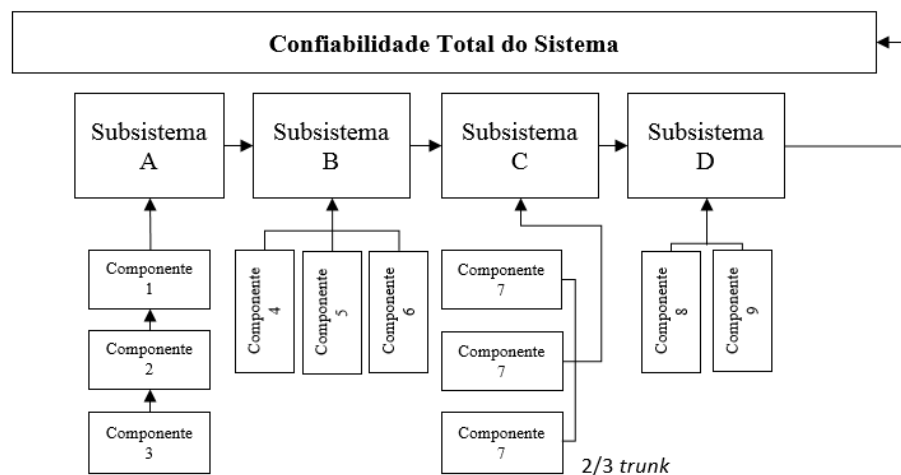 Confiabilidade Total do Sistema
Subsistema
A
Subsistema
B
Subsistema
C
Subsistema
D
Componente
1
Componente
2
Componente
3
Componente
4
Componente
5
Componente
6
Componente
7
Componente
7
Componente
7
2/3 trunk
Componente
8
Componente
9